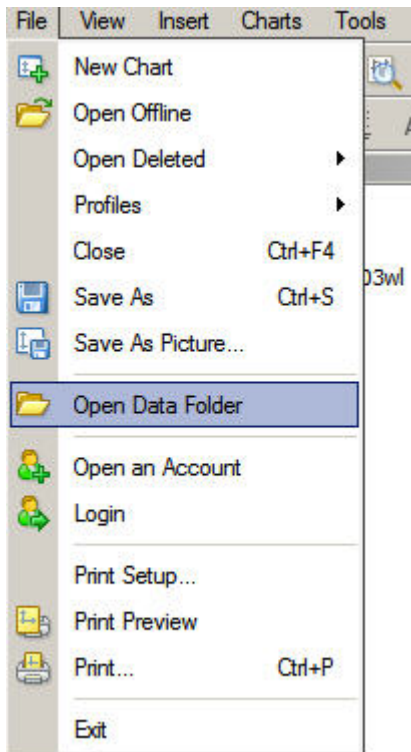 File View Insert Charts Tools
New Chart
Open Offline
Open Deleted
Profiles
Close Ctrl+F4
03wl
Save As Ctrl+S
Save As Picture...
Open Data Folder
Open an Account
Login
Print Setup...
Print Preview
Print... Ctrl+P
Exit